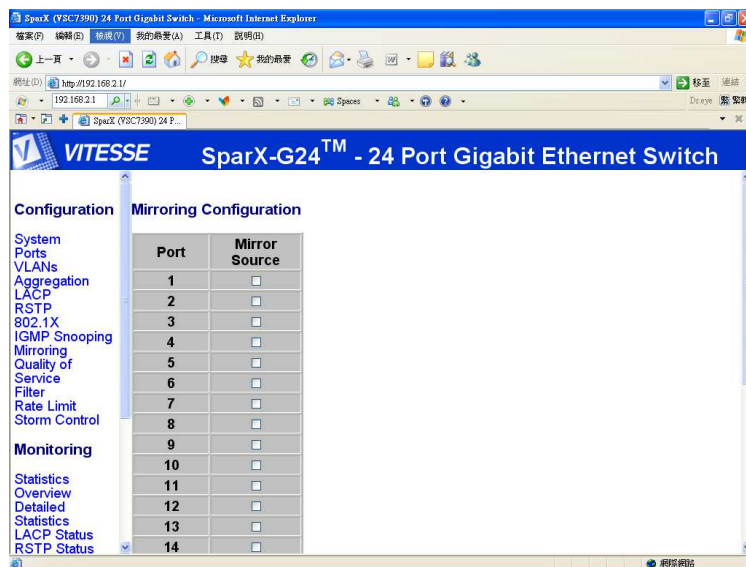 SparX (VSC7390) 24 Port Gigabit Switch - Microsoft Internet Explorer
檔案(F) 編輯(E) 檢視(V) 我的最愛(A) 工具(T) 說明(H)
上一頁 搜尋 我的最愛
網址(D) http://192.168.2.1/ 移至 連結
192.168.2.1 Spaces Dr.eye
SparX (VSC7390) 24 P...
VITESSE SparX-G24™ - 24 Port Gigabit Ethernet Switch
Configuration
System
Ports
VLANs
Aggregation
LACP
RSTP
802.1X
IGMP Snooping
Mirroring
Quality of
Service
Filter
Rate Limit
Storm Control
Monitoring
Statistics
Overview
Detailed
Statistics
LACP Status
RSTP Status
Mirroring Configuration
Port Mirror Source
1
2
3
4
5
6
7
8
9
10
11
12
13
14
網際網路